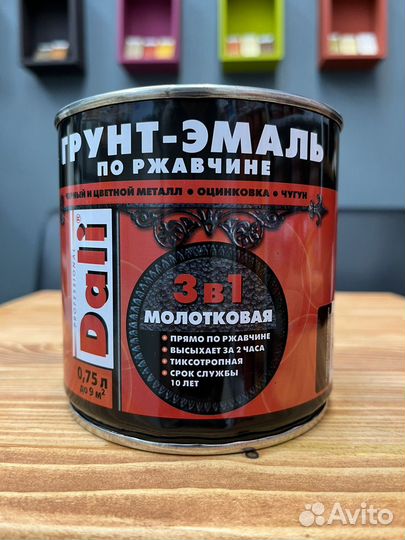 ГРУНТ-ЭМАЛЬ
ПО РЖАВЧИНЕ
ЧЕРНЫЙ И ЦВЕТНОЙ МЕТАЛЛ • ОЦИНКОВКА • ЧУГУН
Dali®
PROFESSIONAL
3в1
МОЛОТКОВАЯ
• ПРЯМО ПО РЖАВЧИНЕ
• ВЫСЫХАЕТ ЗА 2 ЧАСА
• ТИКСОТРОПНАЯ
• СРОК СЛУЖБЫ
10 ЛЕТ
0,75 л
до 9 м²
Avito